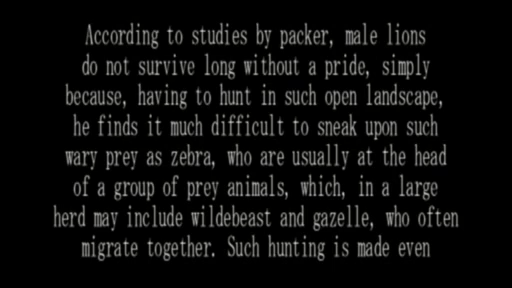 According to studies by packer, male lions
do not survive long without a pride, simply
because, having to hunt in such open landscape,
he finds it much difficult to sneak upon such
wary prey as zebra, who are usually at the head
of a group of prey animals, which, in a large
herd may include wildebeast and gazelle, who often
migrate together. Such hunting is made even